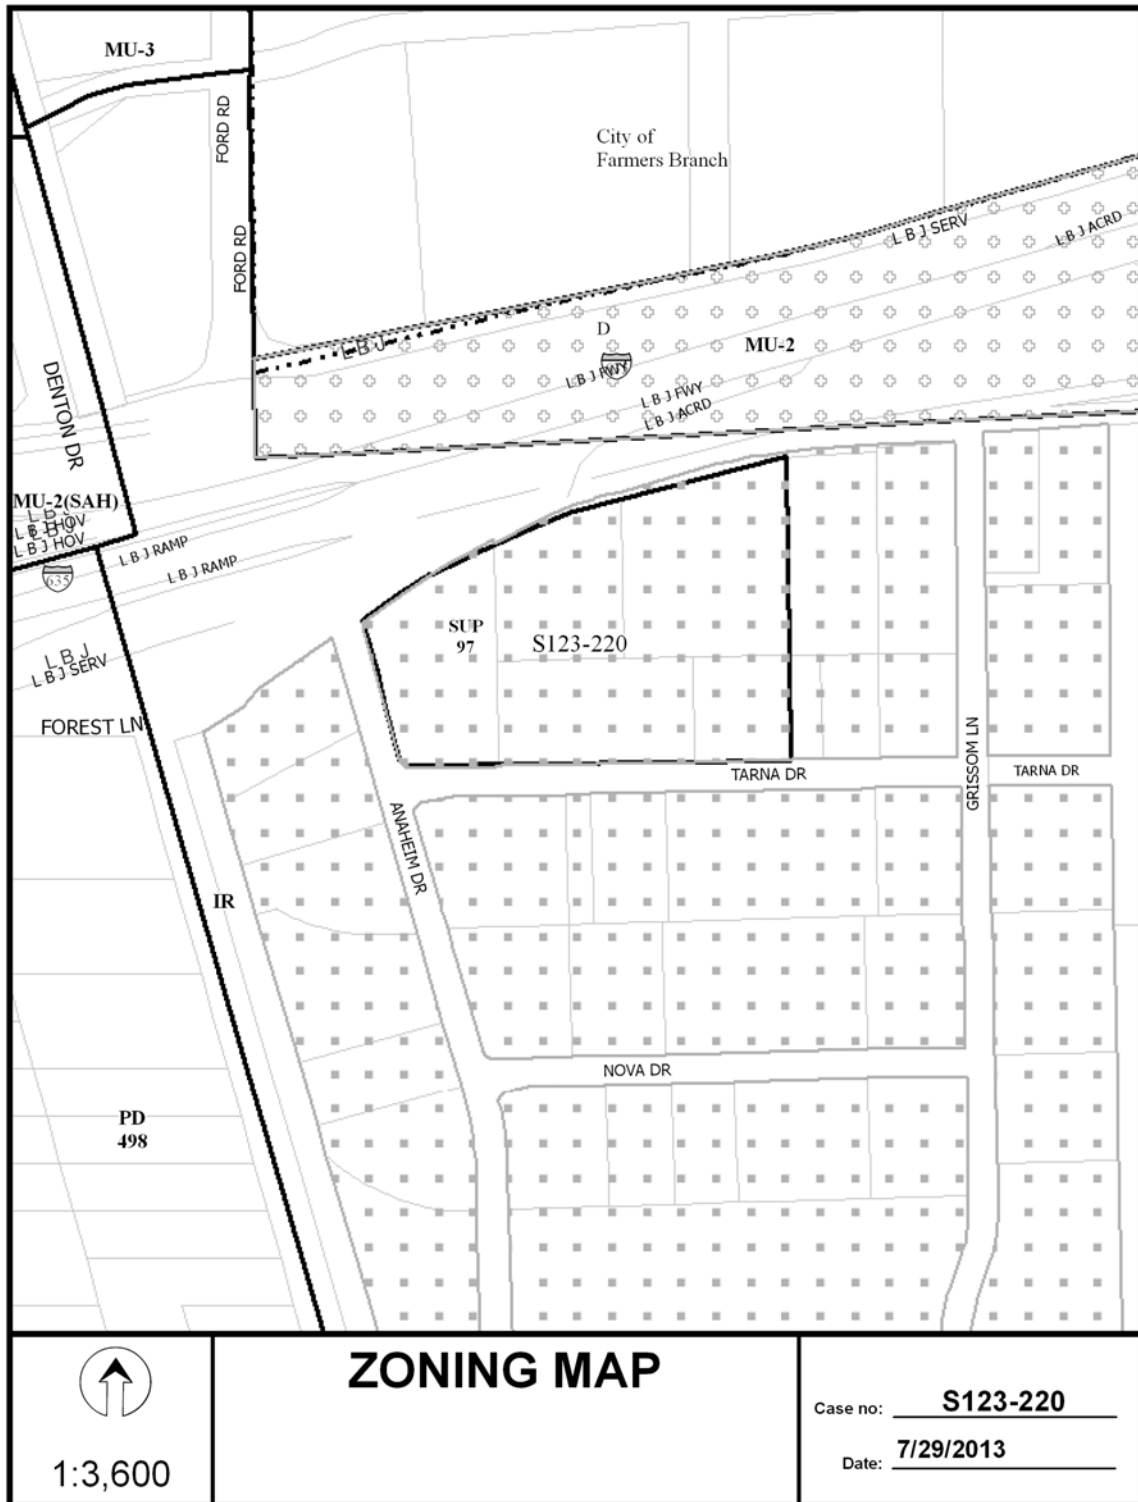 MU-3
FORD RD
City of
Farmers Branch
FORD RD
L B J SERV
L B J ACRD
L B J
D
MU-2
L B J FWY
L B J FWY
L B J ACRD
DENTON DR
MU-2(SAH)
L B J
L B J HOV
L B J
L B J HOV
635
L B J RAMP
L B J RAMP
SUP
97
S123-220
L B J
L B J SERV
FOREST LN
TARNA DR
GRISSOM LN
TARNA DR
ANAHEIM DR
IR
NOVA DR
PD
498
ZONING MAP
1:3,600
Case no: S123-220
Date: 7/29/2013